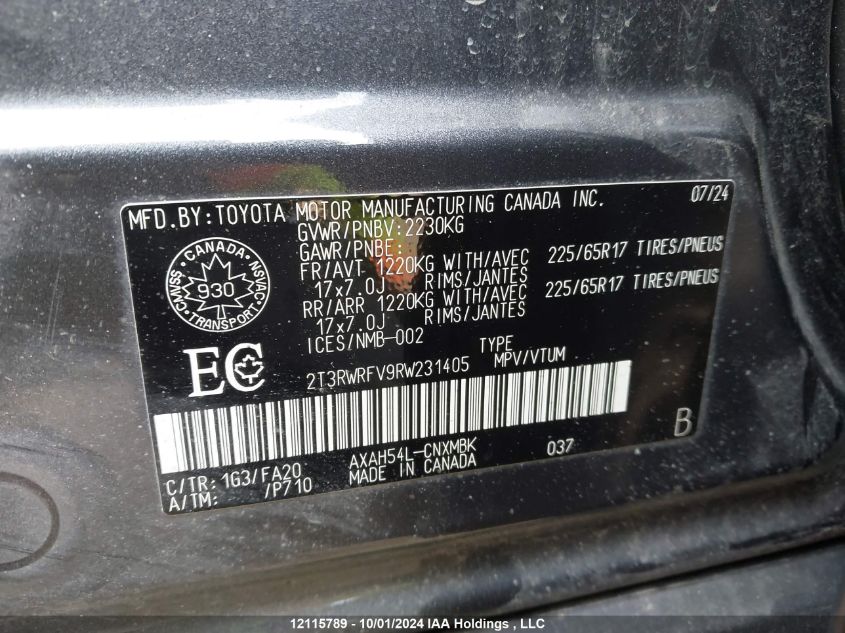 MFD.BY:TOYOTA MOTOR MANUFACTURING CANADA INC. 07/24
GVWR/PNBV:2230KG
GAWR/PNBE:
FR/AVT 1220KG WITH/AVEC 225/65R17 TIRES/PNEUS
17x7.0J RIMS/JANTES
RR/ARR 1220KG WITH/AVEC 225/65R17 TIRES/PNEUS
17x7.0J RIMS/JANTES
ICES/NMB-002
CANADA
CMVSS 930 NSVAC
TRANSPORT
EC
TYPE
2T3RWRFV9RW231405 MPV/VTUM
B
C/TR: 1G3/FA20 AXAH54L-CNXMBK 037
A/TM: /P710 MADE IN CANADA
12115789 - 10/01/2024 IAA Holdings, LLC